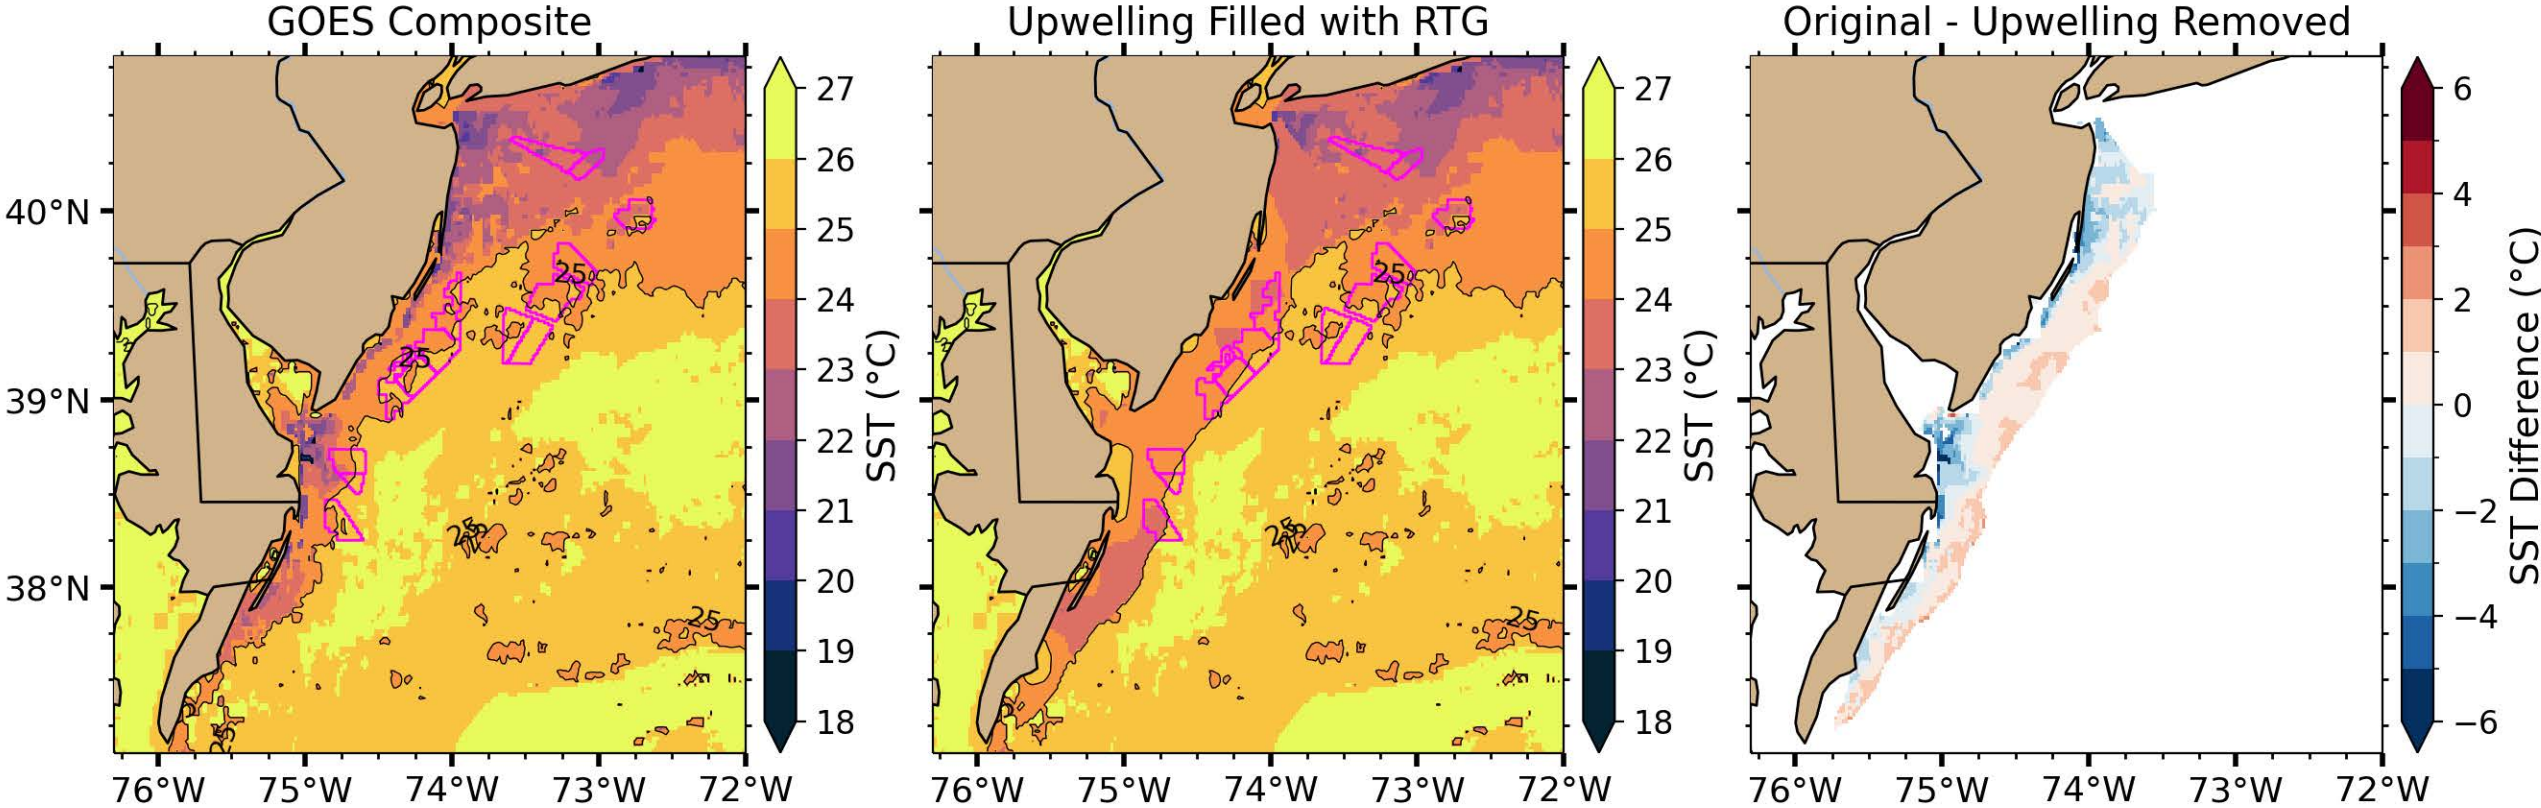 GOES Composite
Upwelling Filled with RTG
Original - Upwelling Removed
40°N
39°N
38°N
25
25
25
25
76°W 75°W 74°W 73°W 72°W
27
26
25
24
23
22
21
20
19
18
SST (°C)
25
25
25
76°W 75°W 74°W 73°W 72°W
27
26
25
24
23
22
21
20
19
18
SST (°C)
76°W 75°W 74°W 73°W 72°W
6
4
2
0
−2
−4
−6
SST Difference (°C)